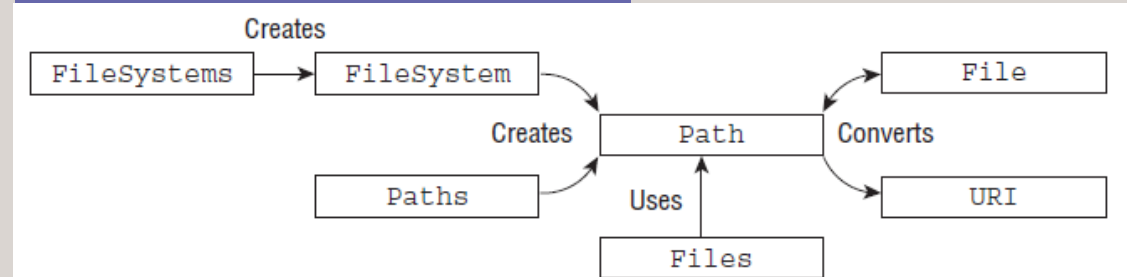 Creates
FileSystems
FileSystem
File
Creates
Path
Converts
Paths
Uses
URI
Files